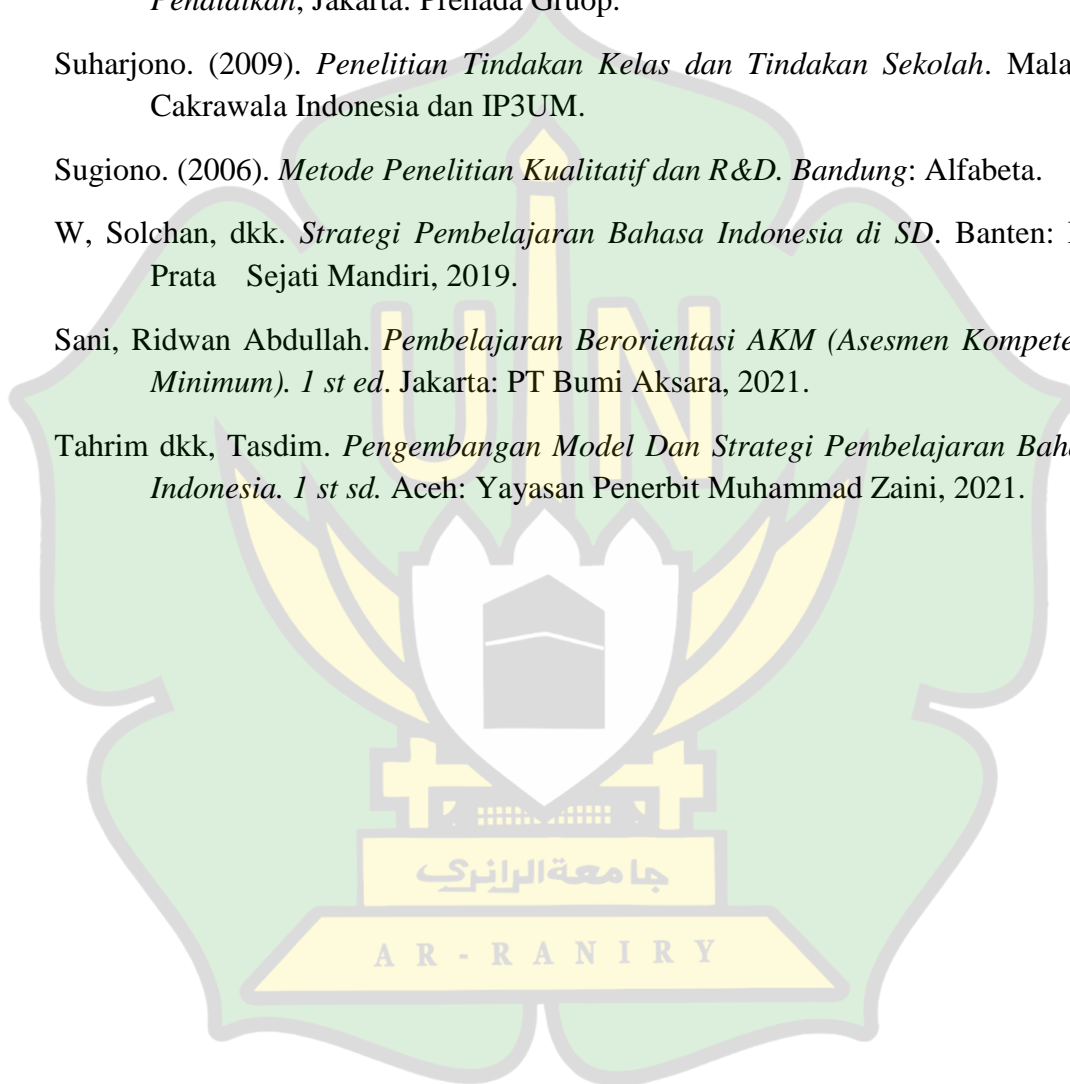 Pendidikan, Jakarta: Prenada Gruop.
Suharjono. (2009). Penelitian Tindakan Kelas dan Tindakan Sekolah. Mala
Cakrawala Indonesia dan IP3UM.
Sugiono. (2006). Metode Penelitian Kualitatif dan R&D. Bandung: Alfabeta.
W, Solchan, dkk. Strategi Pembelajaran Bahasa Indonesia di SD. Banten:
Prata Sejati Mandiri, 2019.
Sani, Ridwan Abdullah. Pembelajaran Berorientasi AKM (Asesmen Kompete
Minimum). 1 st ed. Jakarta: PT Bumi Aksara, 2021.
Tahrim dkk, Tasdim. Pengembangan Model Dan Strategi Pembelajaran Baha
Indonesia. 1 st sd. Aceh: Yayasan Penerbit Muhammad Zaini, 2021.
UIN
جامعة الرانري
AR-RANIRY